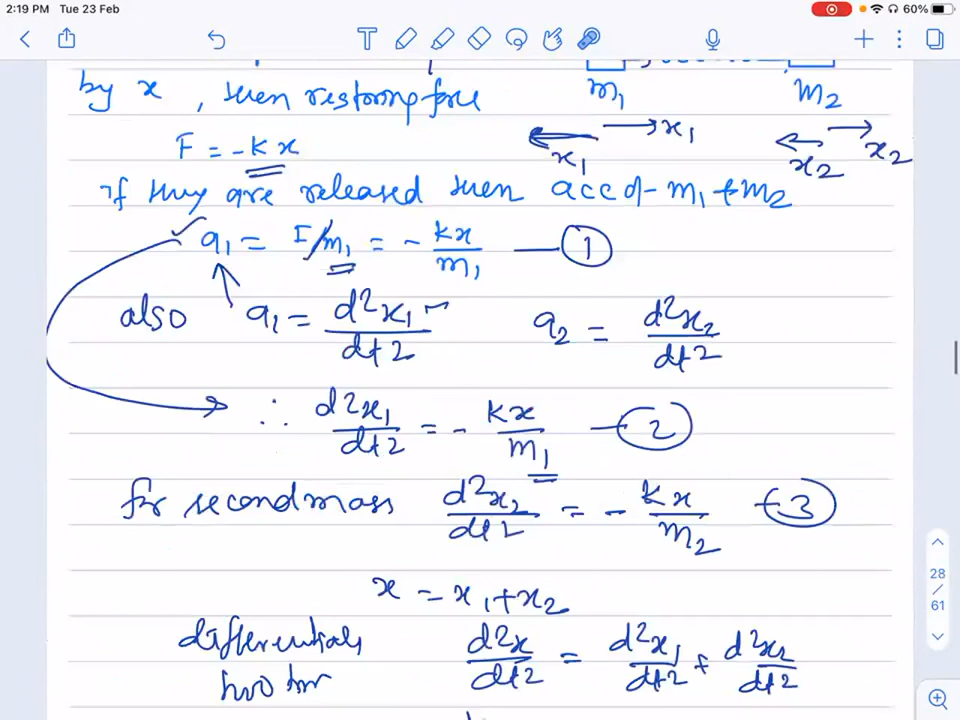 2:19 PM Tue 23 Feb
60%
m1 m2
by x , then restoring force
F = -kx
x1 x1 x2 x2
if they are released then acc of m1 & m2
a1 = F/m1 = - kx/m1 — 1
also a1 = d2x1/dt2 a2 = d2x2/dt2
∴ d2x1/dt2 = - kx/m1 — 2
for second mass d2x2/dt2 = - kx/m2 — 3
x = x1+x2
differentials d2x/dt2 = d2x1/dt2 + d2x2/dt2
two
28
/
61